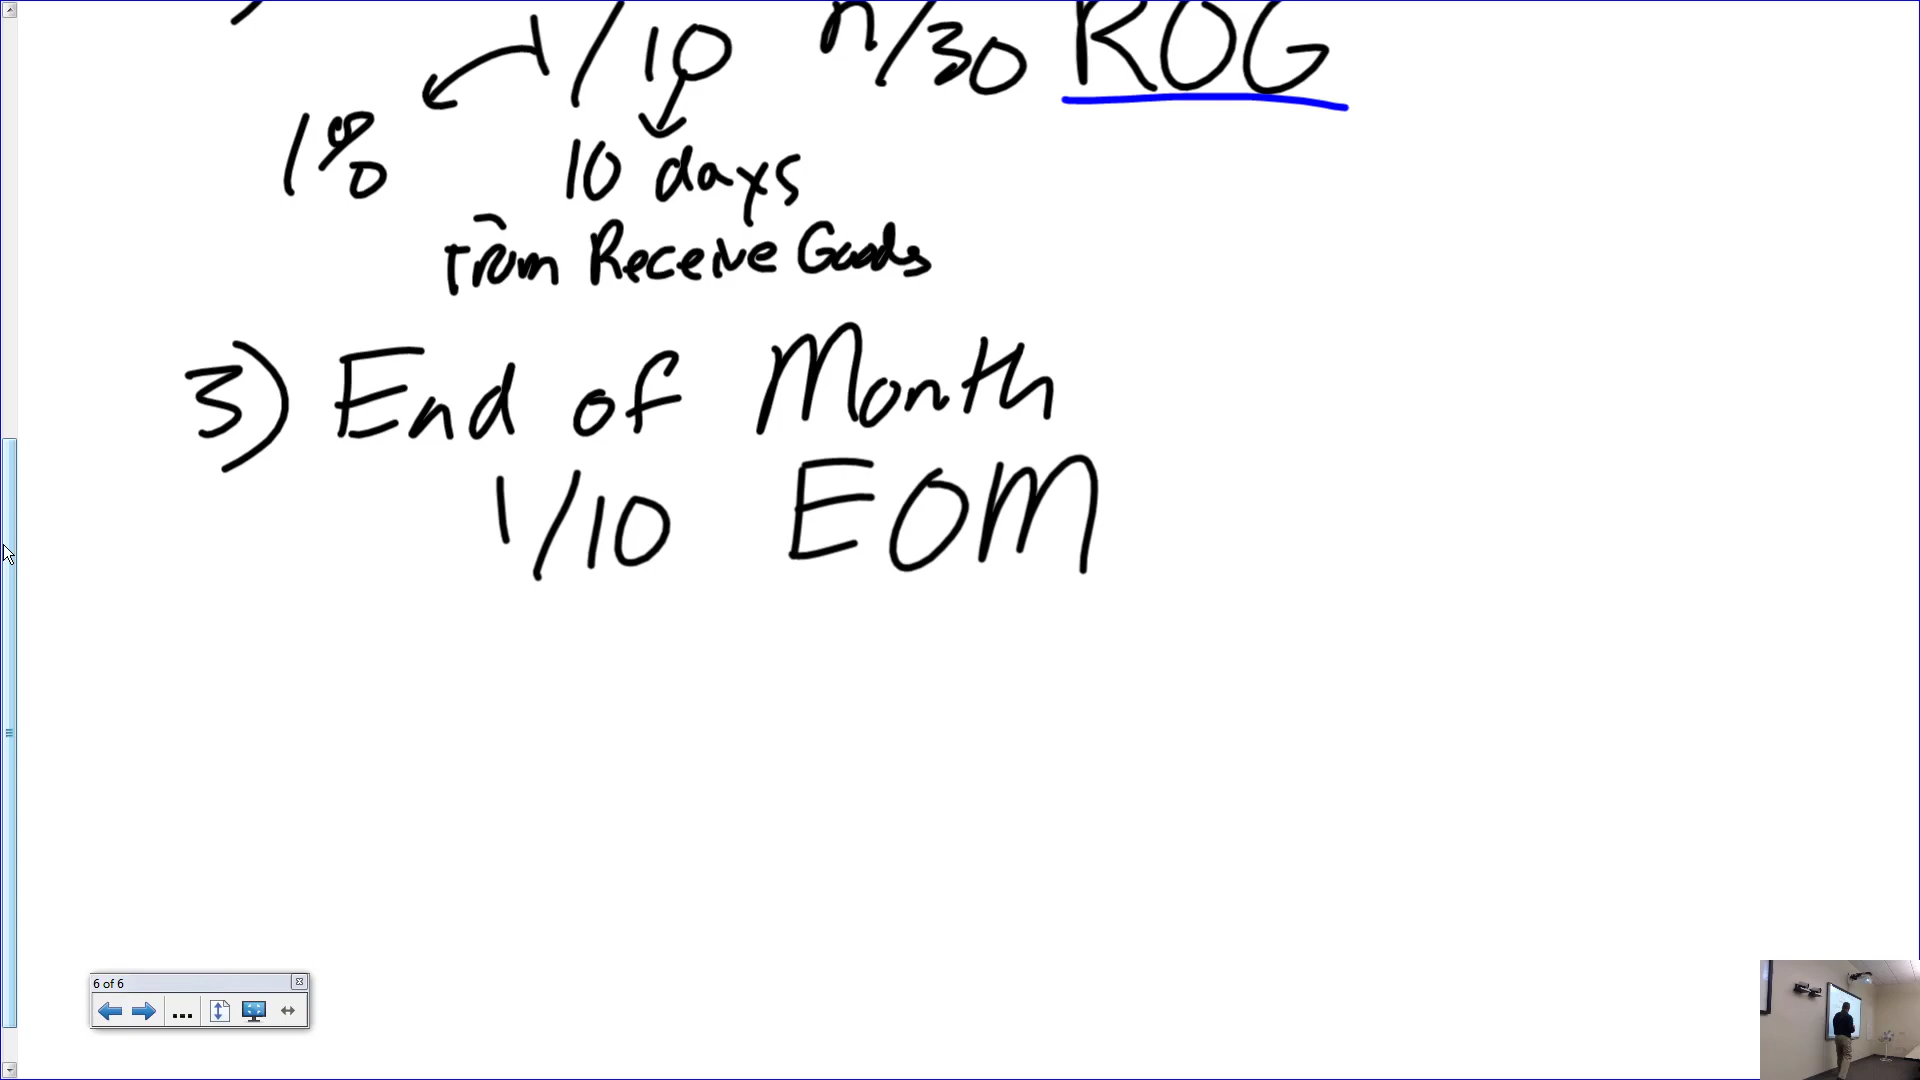 1/10 n/30 ROG
1% 10 days
From Receive Goods
3) End of Month
1/10 EOM
6 of 6
...